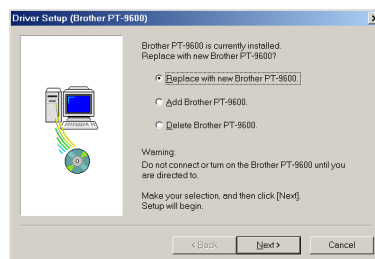 Driver Setup (Brother PT-9600)
Brother PT-9600 is currently installed.
Replace with new Brother PT-9600?
Replace with new Brother PT-9600.
Add Brother PT-9600.
Delete Brother PT-9600.
Warning:
Do not connect or turn on the Brother PT-9600 until you
are directed to.
Make your selection, and then click [Next].
Setup will begin.
< Back Next > Cancel